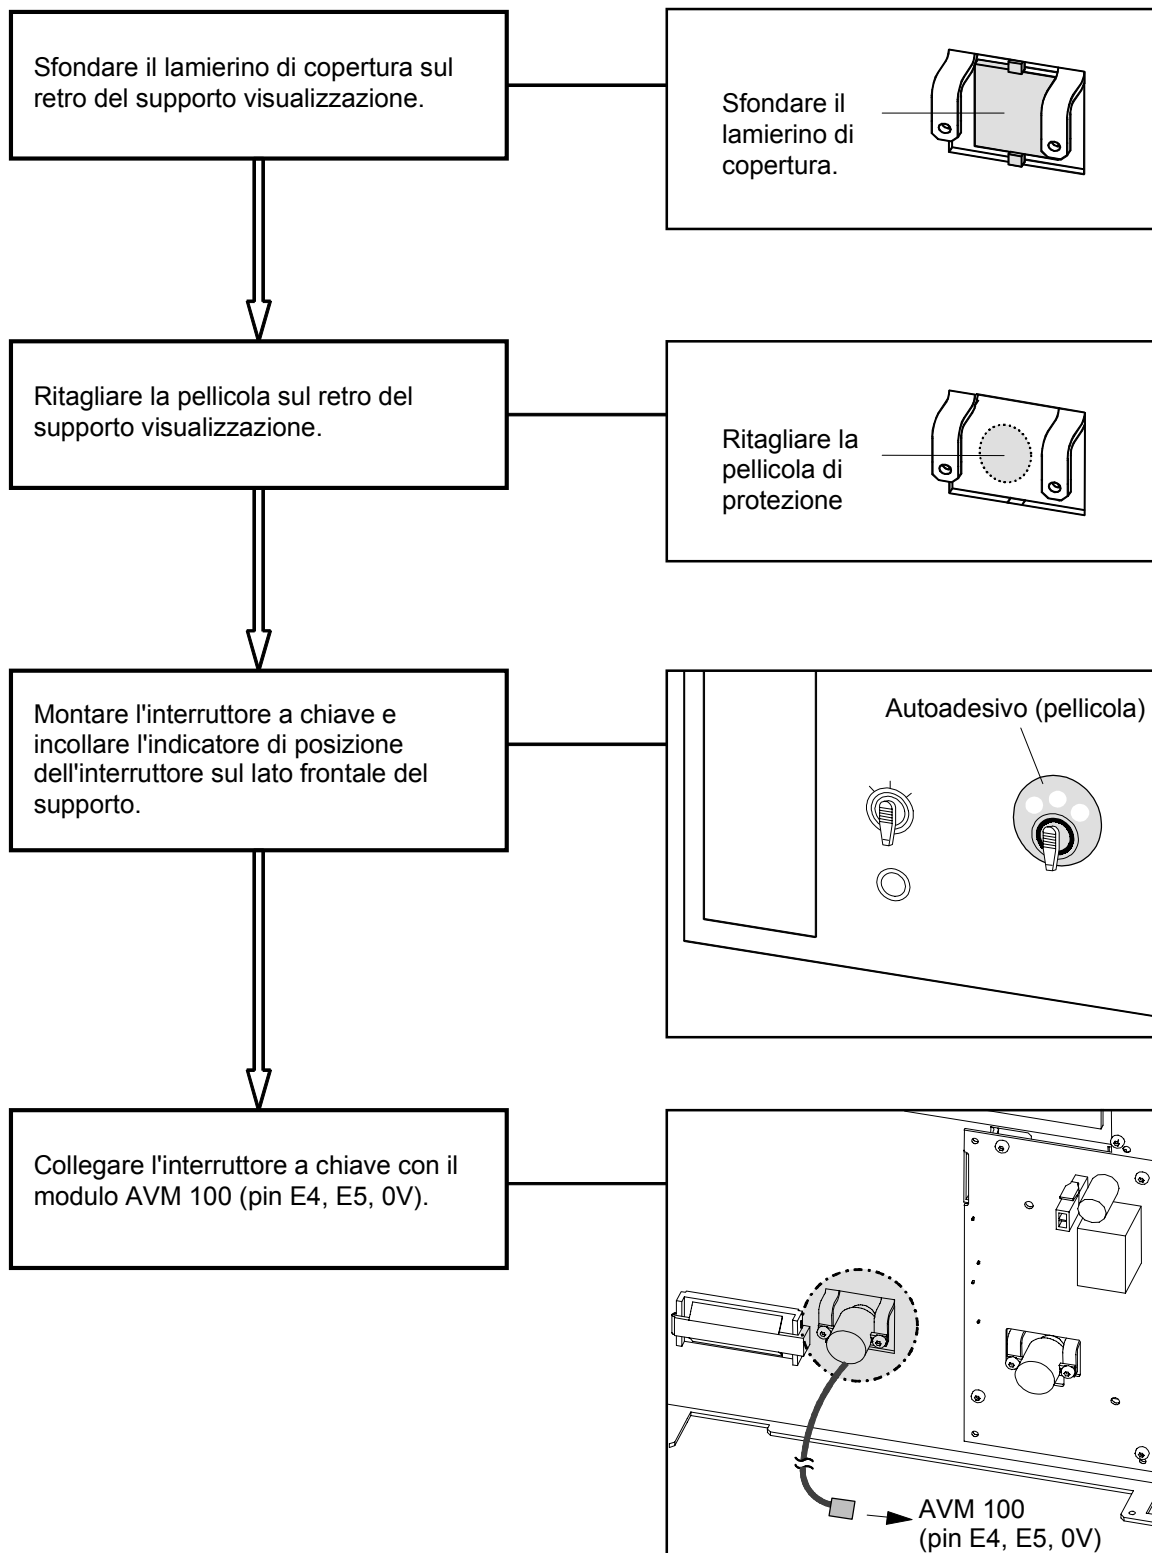 Sfondare il lamierino di copertura sul
retro del supporto visualizzazione.
Sfondare il
lamierino di
copertura.
Ritagliare la pellicola sul retro del
supporto visualizzazione.
Ritagliare la
pellicola di
protezione
Montare l'interruttore a chiave e
incollare l'indicatore di posizione
dell'interruttore sul lato frontale del
supporto.
Autoadesivo (pellicola)
Collegare l'interruttore a chiave con il
modulo AVM 100 (pin E4, E5, 0V).
AVM 100
(pin E4, E5, 0V)